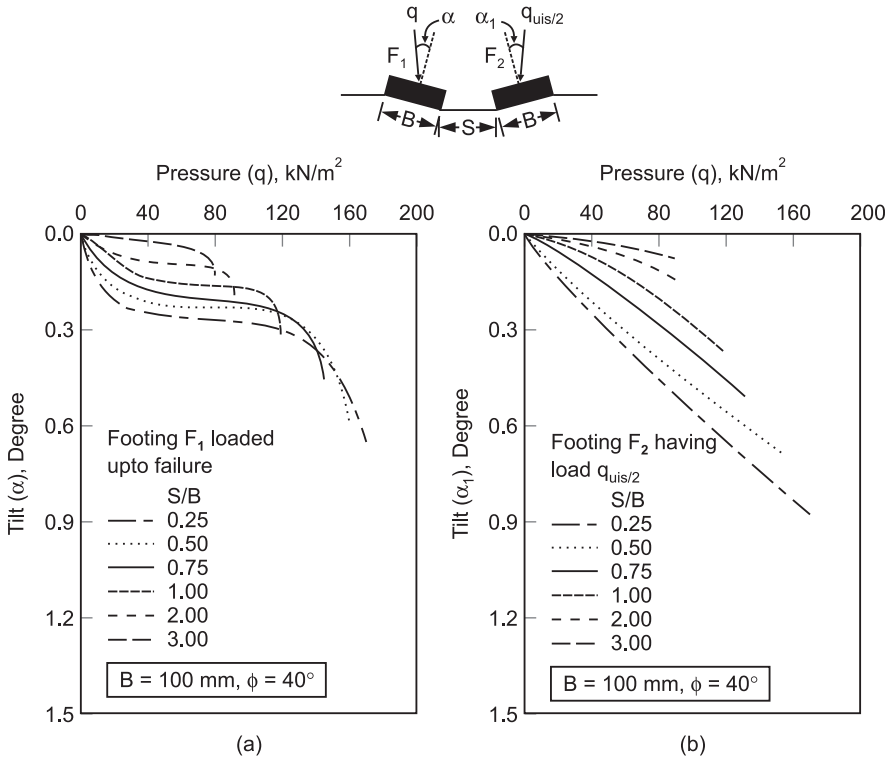 q α α₁ q_uis/2
F₁ F₂
B S B
Pressure (q), kN/m²
0 40 80 120 160 200
0.0
0.3
0.6
0.9
1.2
1.5
Tilt (α), Degree
Footing F₁ loaded
upto failure
S/B
0.25
0.50
0.75
1.00
2.00
3.00
B = 100 mm, ϕ = 40°
(a)
Pressure (q), kN/m²
0 40 80 120 160 200
0.0
0.3
0.6
0.9
1.2
1.5
Tilt (α₁), Degree
Footing F₂ having
load q_uis/2
S/B
0.25
0.50
0.75
1.00
2.00
3.00
B = 100 mm, ϕ = 40°
(b)